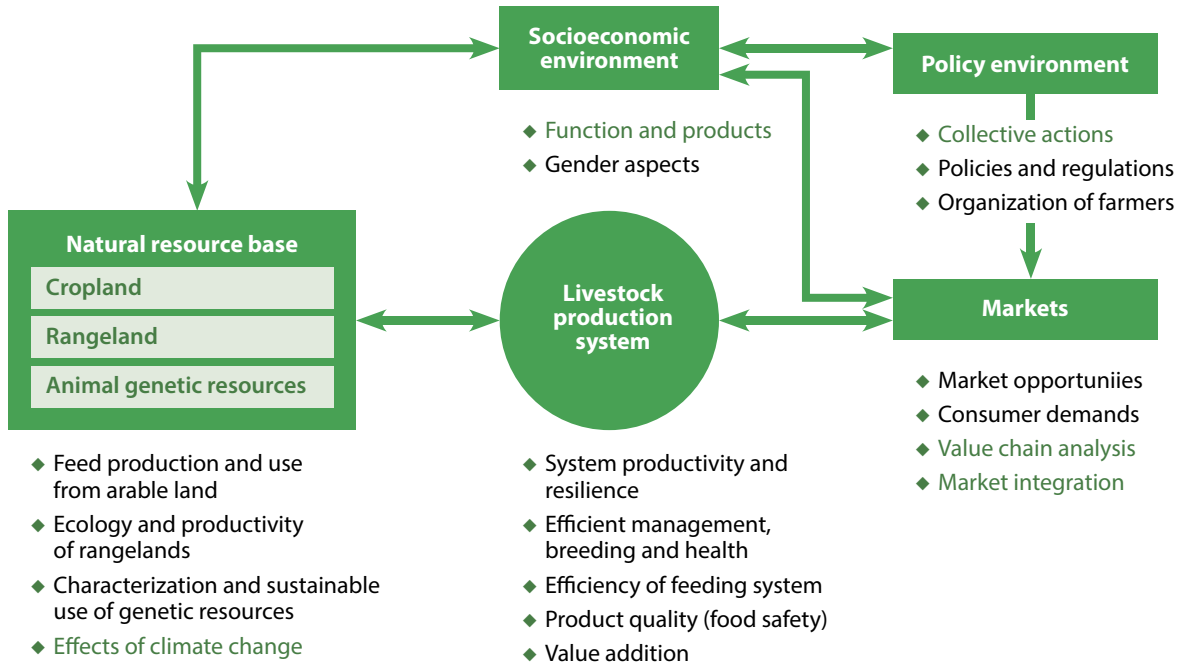 Socioeconomic
environment
Policy environment
◆ Function and products
◆ Gender aspects
◆ Collective actions
◆ Policies and regulations
◆ Organization of farmers
Natural resource base
Cropland
Rangeland
Animal genetic resources
Livestock
production
system
Markets
◆ Feed production and use
from arable land
◆ Ecology and productivity
of rangelands
◆ Characterization and sustainable
use of genetic resources
◆ Effects of climate change
◆ System productivity and
resilience
◆ Efficient management,
breeding and health
◆ Efficiency of feeding system
◆ Product quality (food safety)
◆ Value addition
◆ Market opportuniies
◆ Consumer demands
◆ Value chain analysis
◆ Market integration